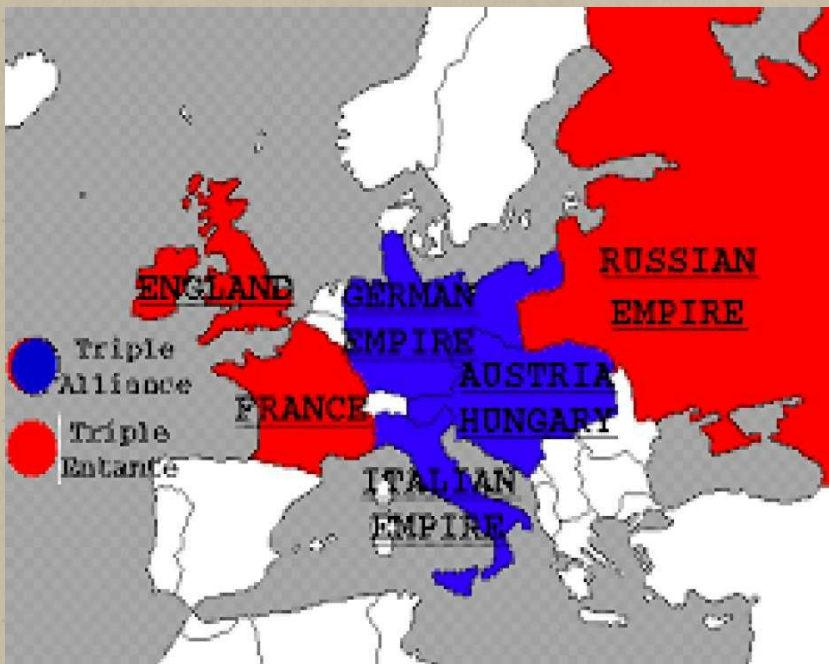 RUSSIAN
EMPIRE
ENGLAND
GERMAN
EMPIRE
Triple
Alliance
AUSTRIA
HUNGARY
FRANCE
Triple
Entante
ITALIAN
EMPIRE